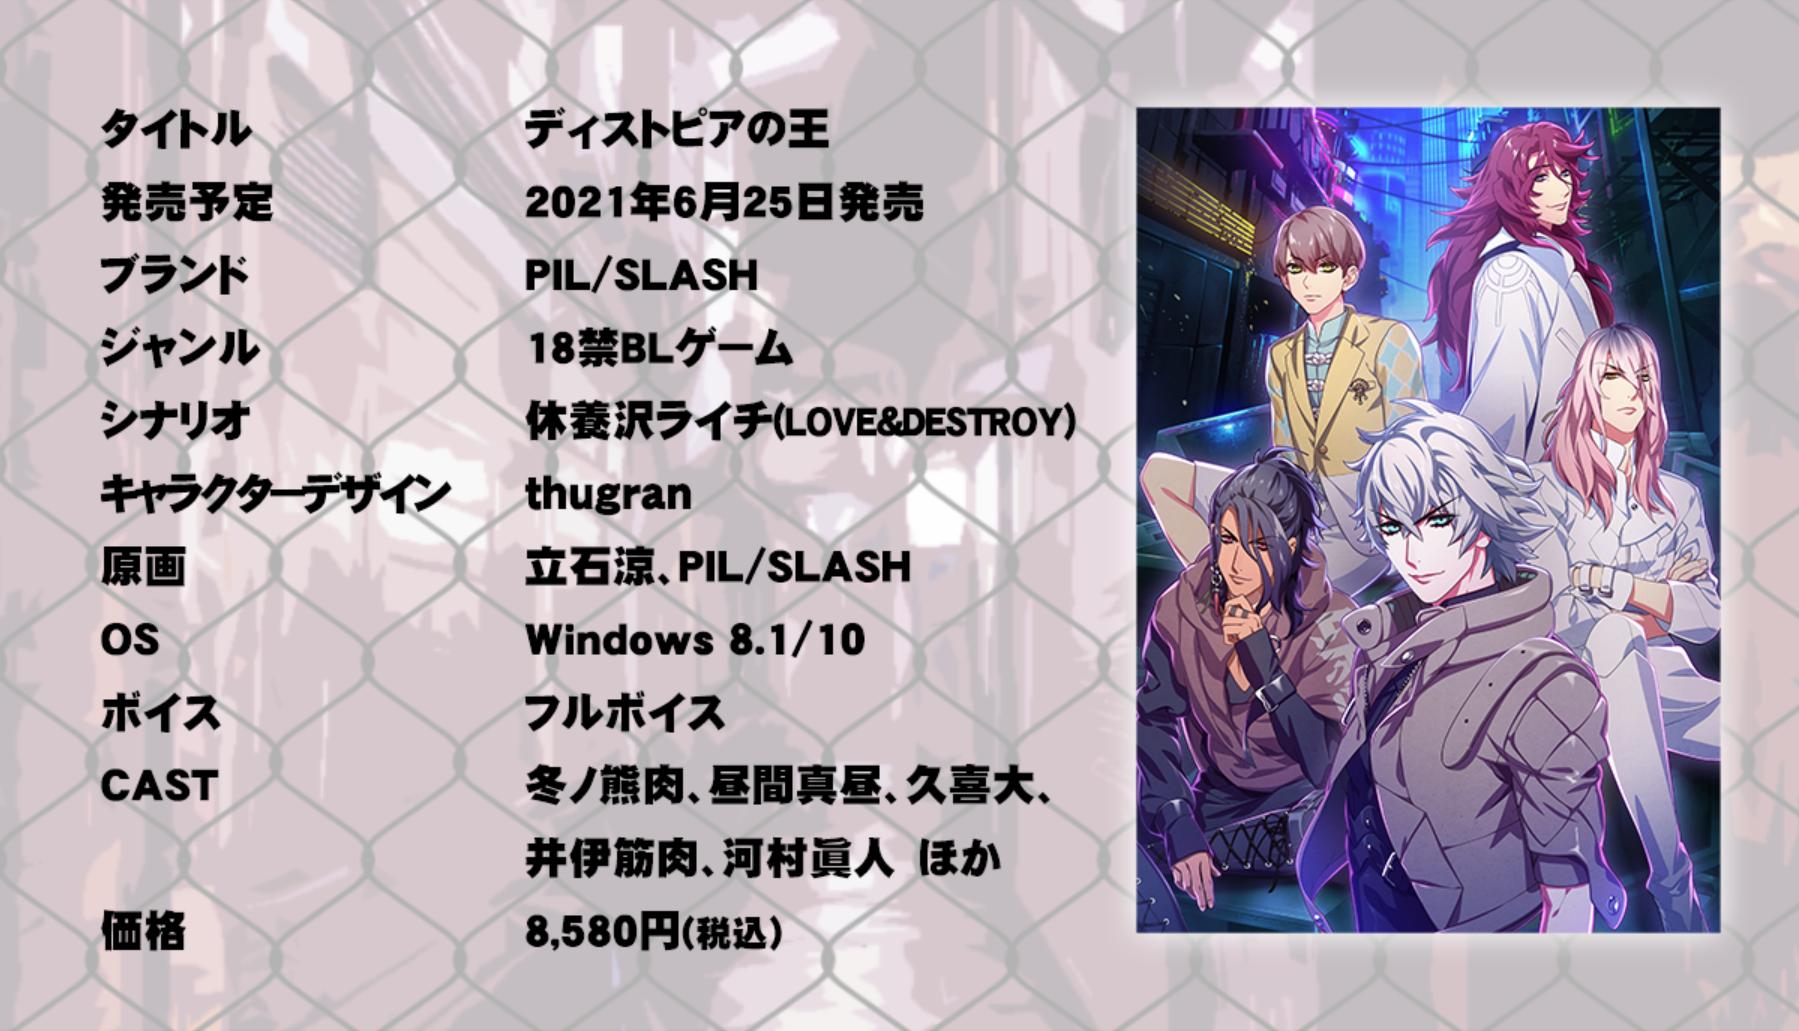 タイトル ディストピアの王
発売予定 2021年6月25日発売
ブランド PIL/SLASH
ジャンル 18禁BLゲーム
シナリオ 休養沢ライチ(LOVE&DESTROY)
キャラクターデザイン thugran
原画 立石涼、PIL/SLASH
OS Windows 8.1/10
ボイス フルボイス
CAST 冬ノ熊肉、昼間真昼、久喜大、
井伊筋肉、河村眞人 ほか
価格 8,580円(税込)